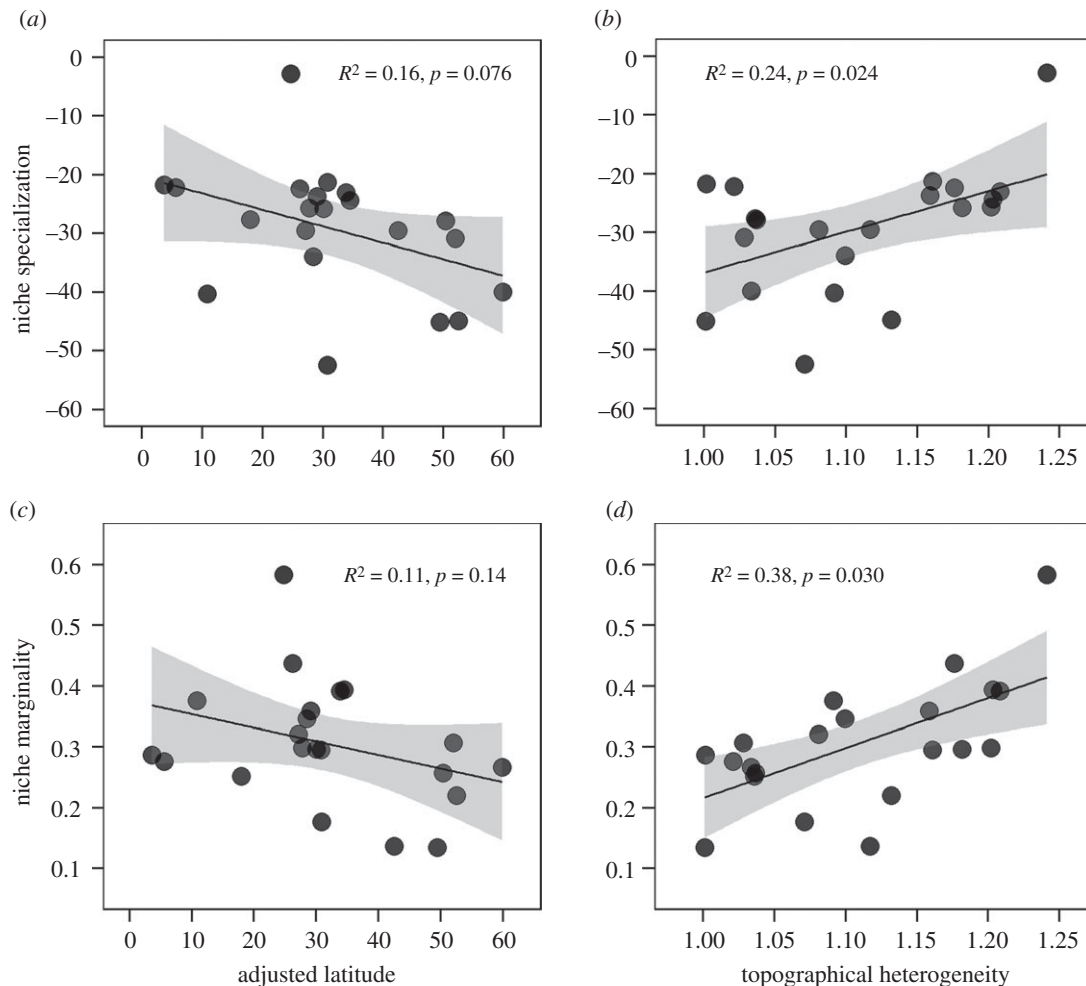 (a) (b)
0 0
R² = 0.16, p = 0.076 R² = 0.24, p = 0.024
–10 –10
–20 –20
niche specialization
–30 –30
–40 –40
–50 –50
–60 –60
0 10 20 30 40 50 60 1.00 1.05 1.10 1.15 1.20 1.25
(c) (d)
0.6 0.6
R² = 0.11, p = 0.14 R² = 0.38, p = 0.030
0.5 0.5
niche marginality
0.4 0.4
0.3 0.3
0.2 0.2
0.1 0.1
0 10 20 30 40 50 60 1.00 1.05 1.10 1.15 1.20 1.25
adjusted latitude topographical heterogeneity